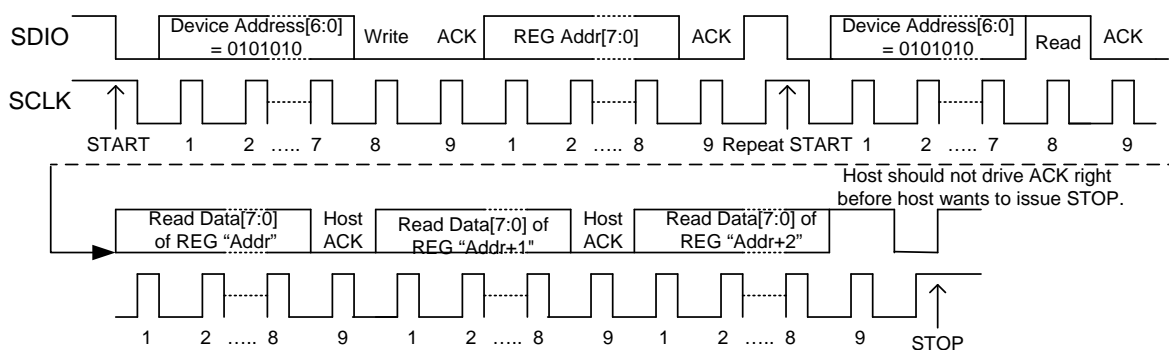 SDIO
Device Address[6:0]
= 0101010
Write
ACK
REG Addr[7:0]
ACK
Device Address[6:0]
= 0101010
Read
ACK
SCLK
START 1 2 ..... 7 8 9 1 2 ..... 8 9 Repeat START 1 2 ..... 7 8 9
Host should not drive ACK right
before host wants to issue STOP.
Read Data[7:0]
of REG “Addr”
Host
ACK
Read Data[7:0] of
REG “Addr+1"
Host
ACK
Read Data[7:0] of
REG “Addr+2”
1 2 ..... 8 9 1 2 ..... 8 9 1 2 ..... 8 9 STOP